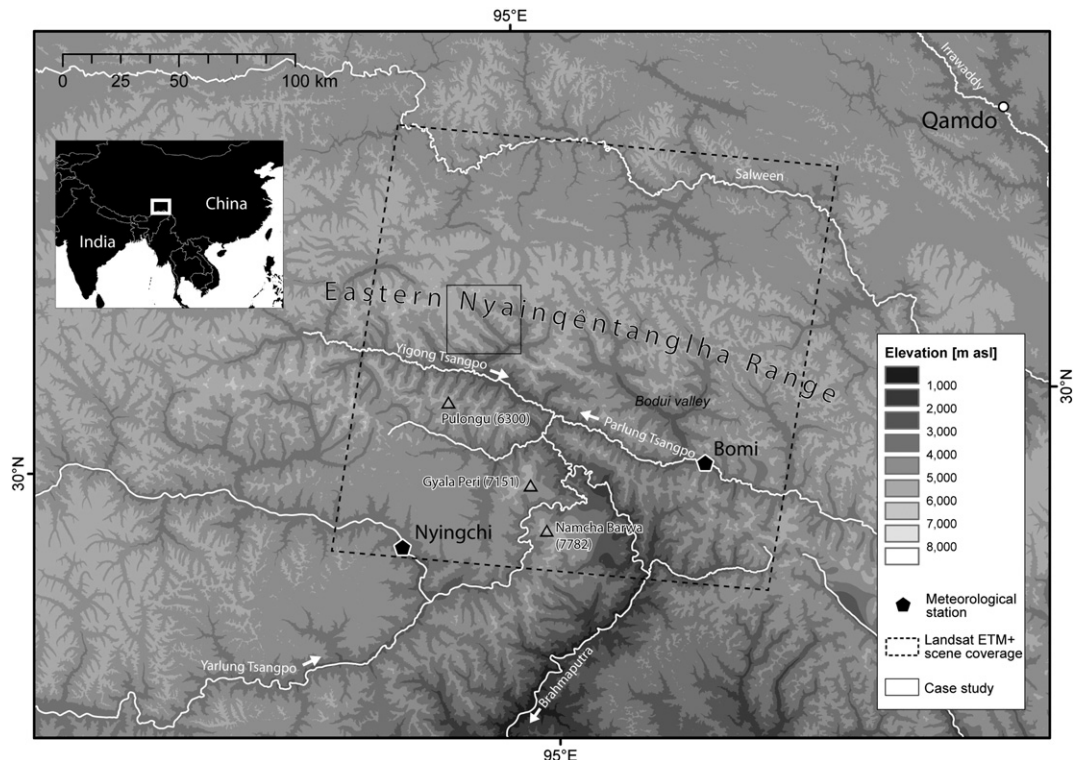 95°E
0 25 50 100 km
Irrawaddy
Qamdo
Salween
China
India
Eastern Nyainqêntanglha Range
Yigong Tsangpo
Elevation [m asl]
1,000
2,000
3,000
4,000
5,000
6,000
7,000
8,000
30°N
Bodui valley
Pulongu (6300)
Parlung Tsangpo
Bomi
30°N
Gyala Peri (7151)
Nyingchi
Namcha Barwa
(7782)
Meteorological
station
Landsat ETM+
scene coverage
Case study
Yarlung Tsangpo
Brahmaputra
95°E